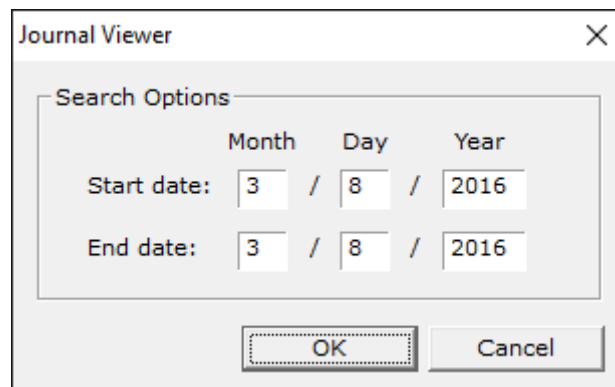 Journal Viewer
Search Options
Month Day Year
Start date: 3 / 8 / 2016
End date: 3 / 8 / 2016
OK Cancel